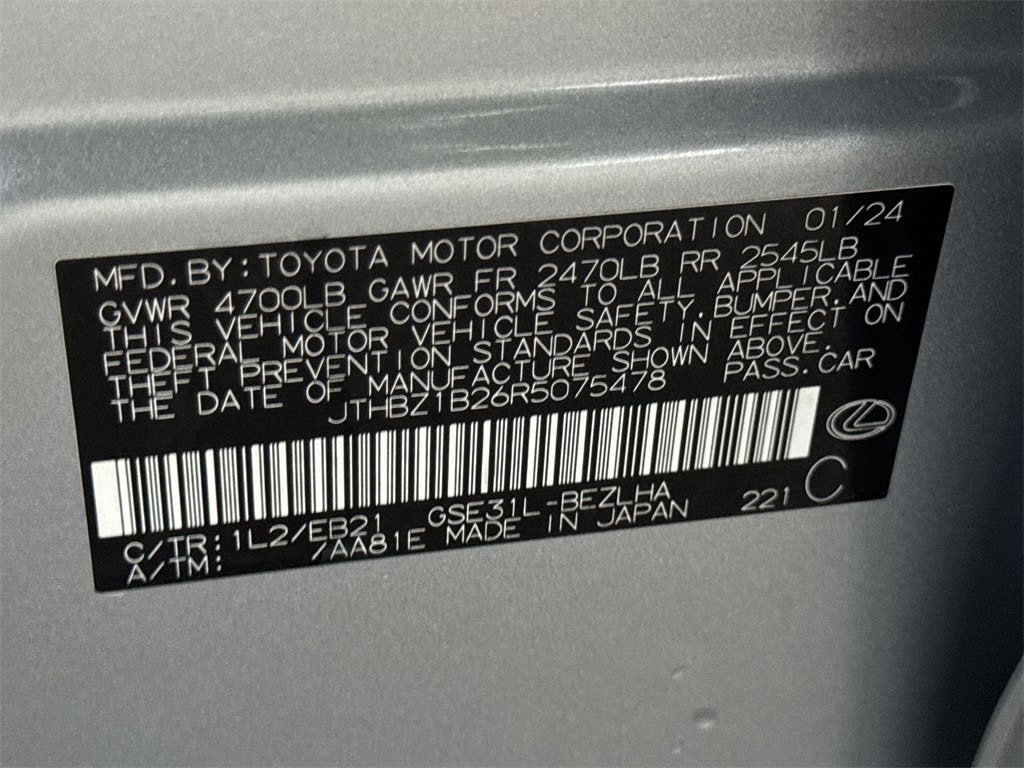 MFD.BY:TOYOTA MOTOR CORPORATION 01/24
GVWR 4700LB GAWR FR 2470LB RR 2545LB
THIS VEHICLE CONFORMS TO ALL APPLICABLE
FEDERAL MOTOR VEHICLE SAFETY,BUMPER,AND
THEFT PREVENTION STANDARDS IN EFFECT ON
THE DATE OF MANUFACTURE SHOWN ABOVE.
JTHBZ1B26R5075478 PASS.CAR
C/TR:1L2/EB21 GSE31L-BEZLHA 221 C
A/TM: /AA81E MADE IN JAPAN